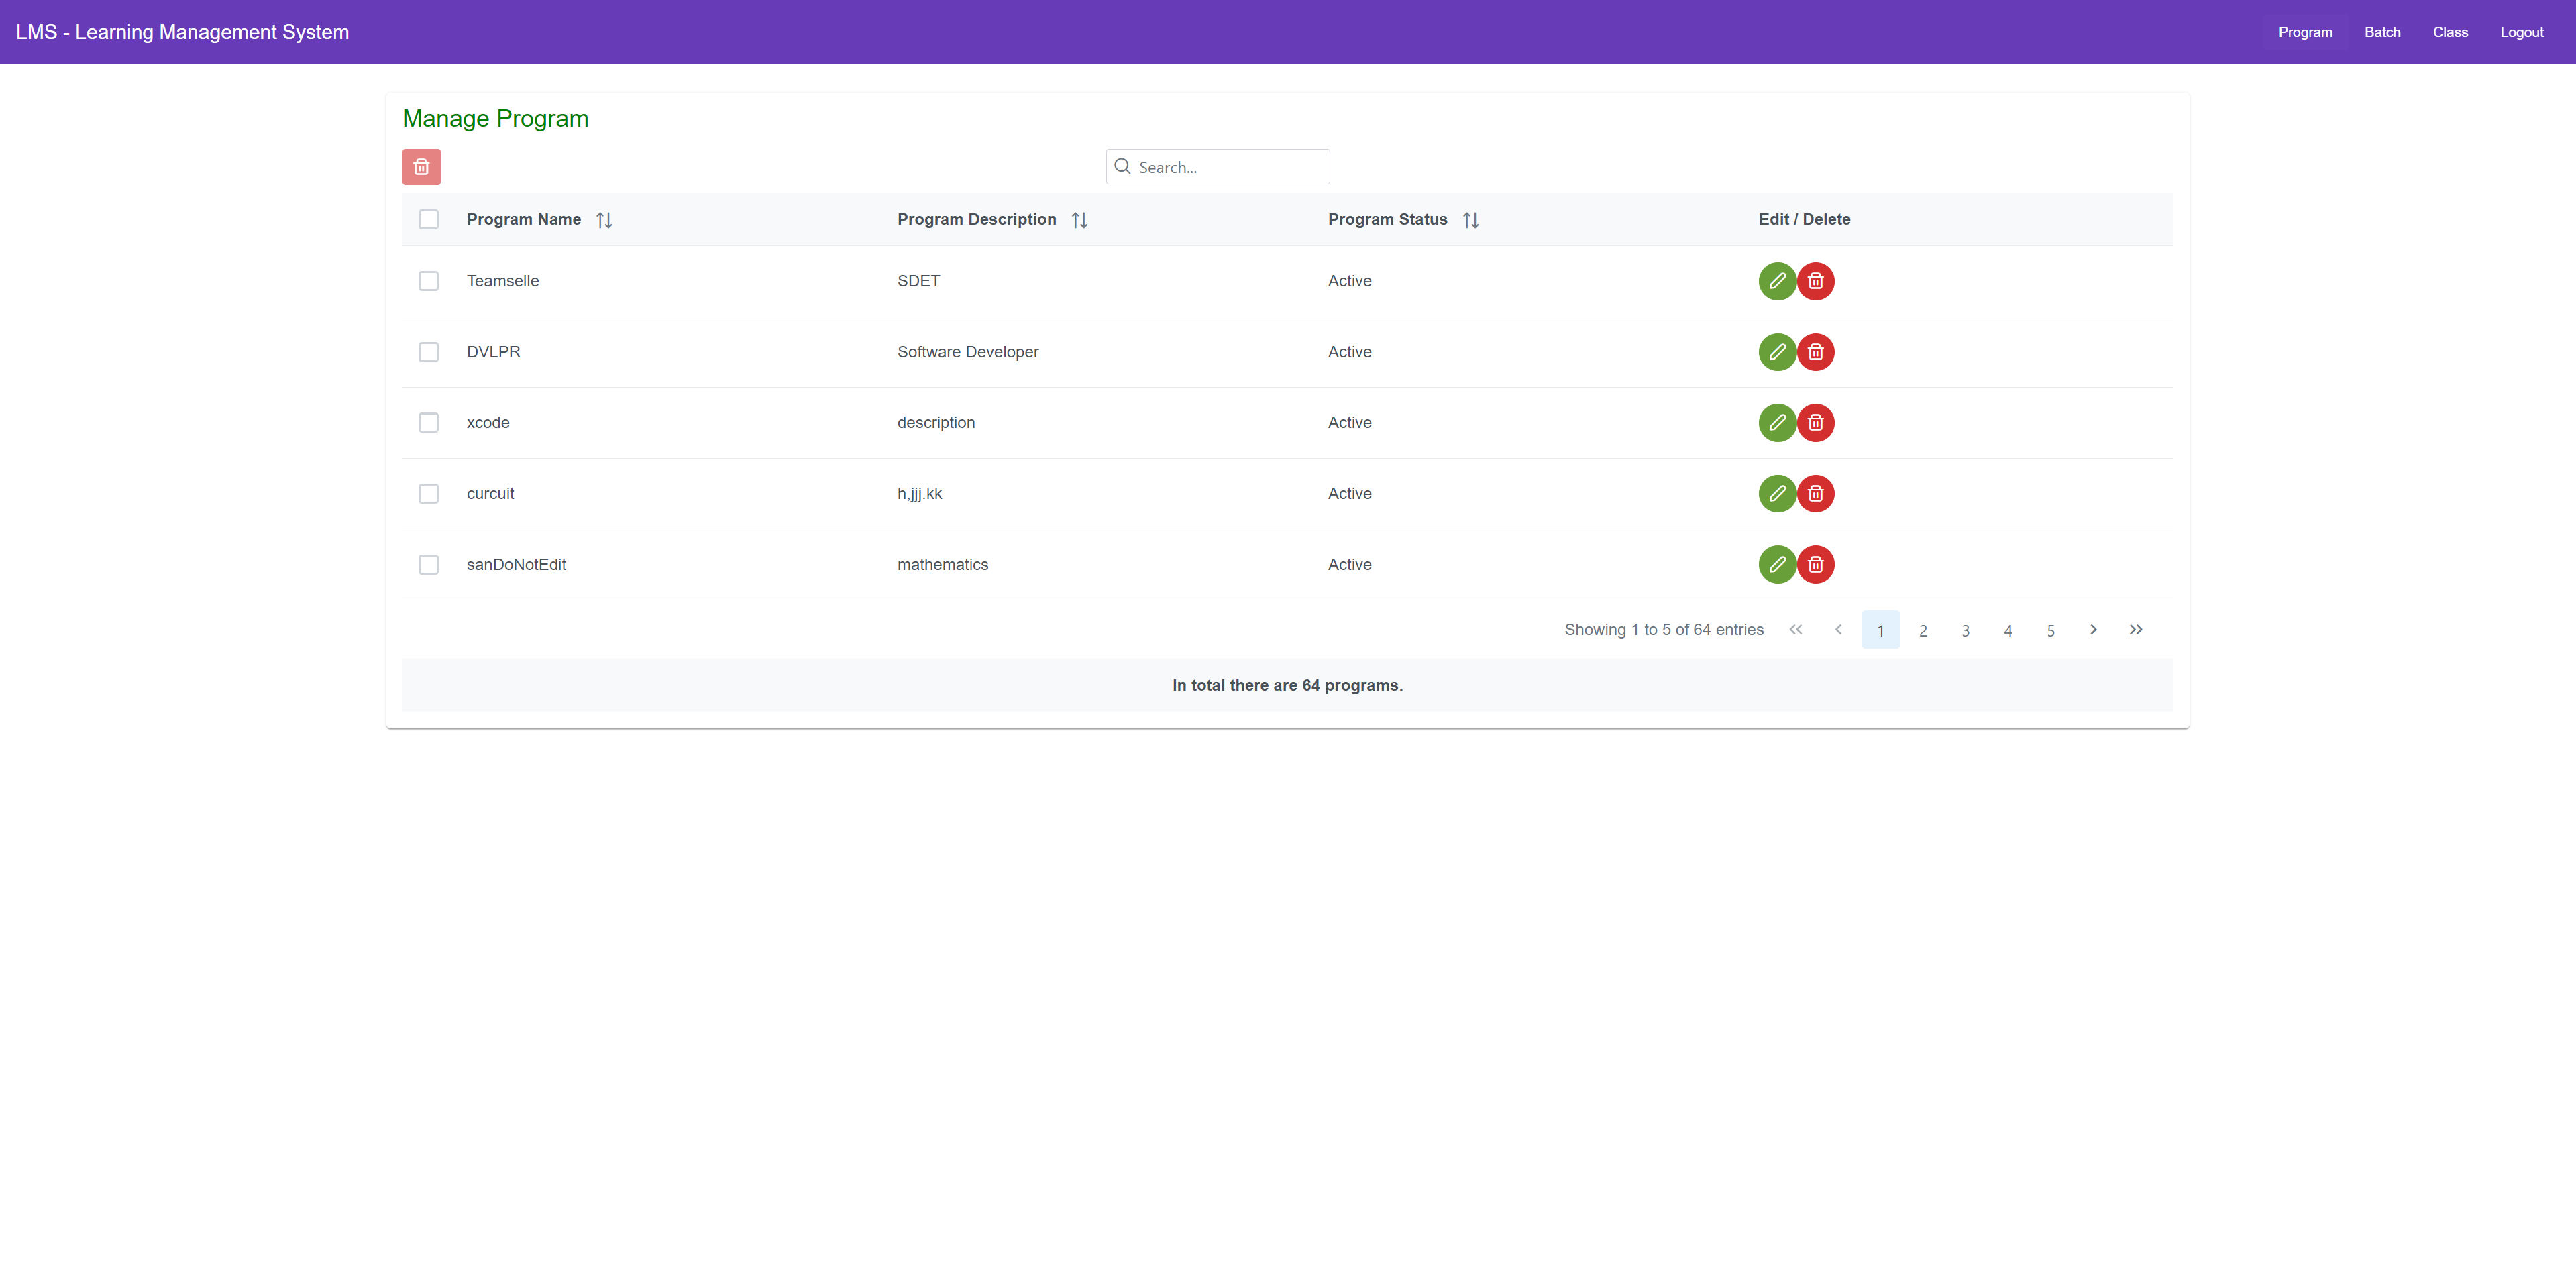 LMS - Learning Management System
Program Batch Class Logout
Manage Program
Search...
Program Name Program Description Program Status Edit / Delete
Teamselle SDET Active
DVLPR Software Developer Active
xcode description Active
curcuit h,jjj.kk Active
sanDoNotEdit mathematics Active
Showing 1 to 5 of 64 entries 1 2 3 4 5
In total there are 64 programs.